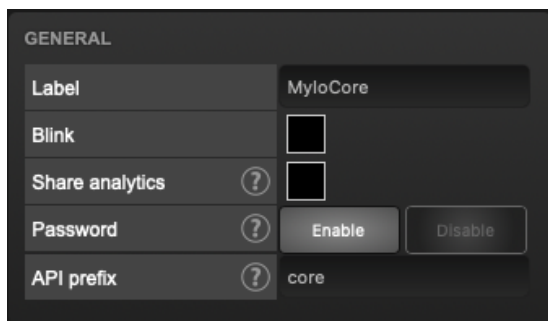 GENERAL
Label MyloCore
Blink
Share analytics ?
Password ? Enable Disable
API prefix ? core